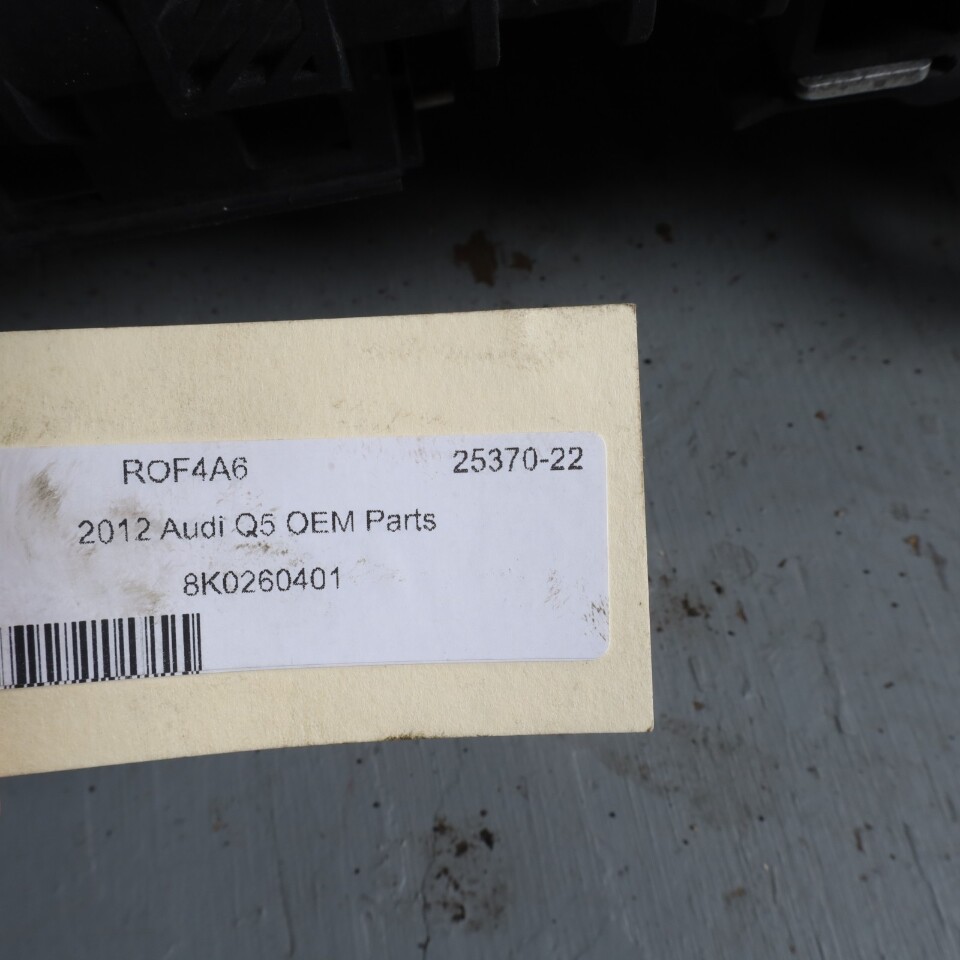 ROF4A6 25370-22
2012 Audi Q5 OEM Parts
8K0260401